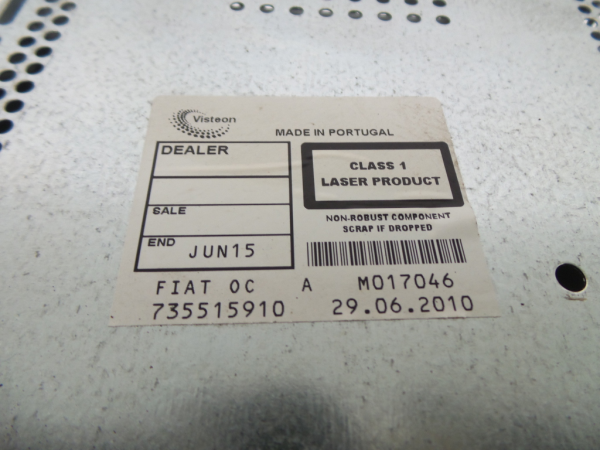 Visteon
MADE IN PORTUGAL
DEALER
SALE
END JUN15
CLASS 1
LASER PRODUCT
NON-ROBUST COMPONENT
SCRAP IF DROPPED
FIAT OC A M017046
735515910 29.06.2010